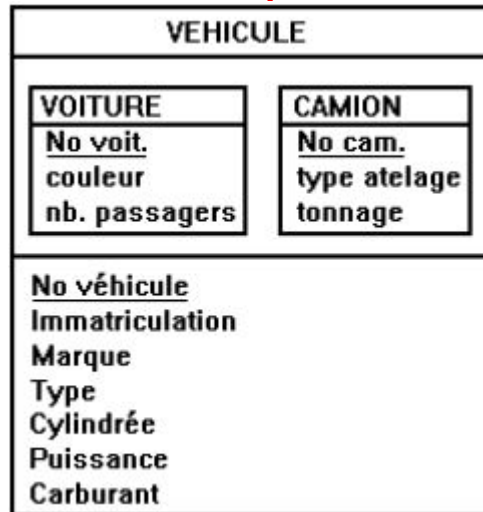 VEHICULE
VOITURE
No voit.
couleur
nb. passagers
CAMION
No cam.
type atelage
tonnage
No véhicule
Immatriculation
Marque
Type
Cylindrée
Puissance
Carburant